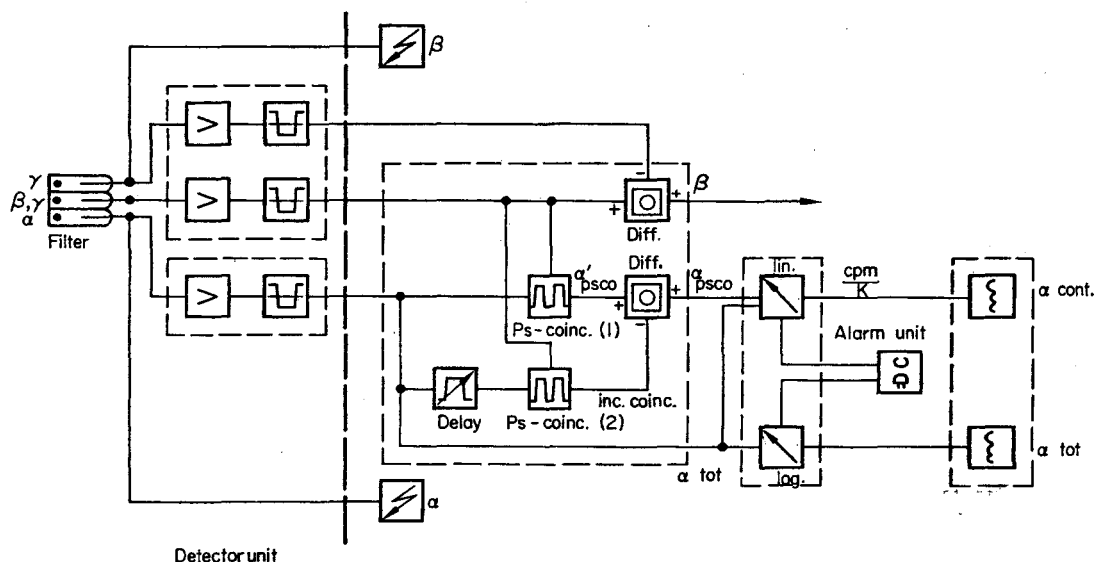 β
γ
β,γ
α
Filter
>
>
>
β
Diff.
Diff.
α'psco
αpsco
Ps-coinc. (1)
Delay
Ps-coinc. (2)
inc. coinc.
α tot
lin.
cpm
K
Alarm unit
log.
α cont.
α tot
α
Detector unit